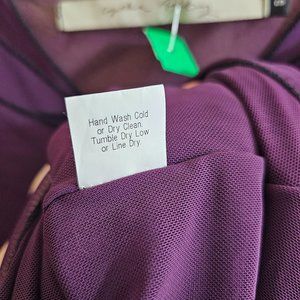 Hand Wash Cold
or Dry Clean,
Tumble Dry Low
or Line Dry